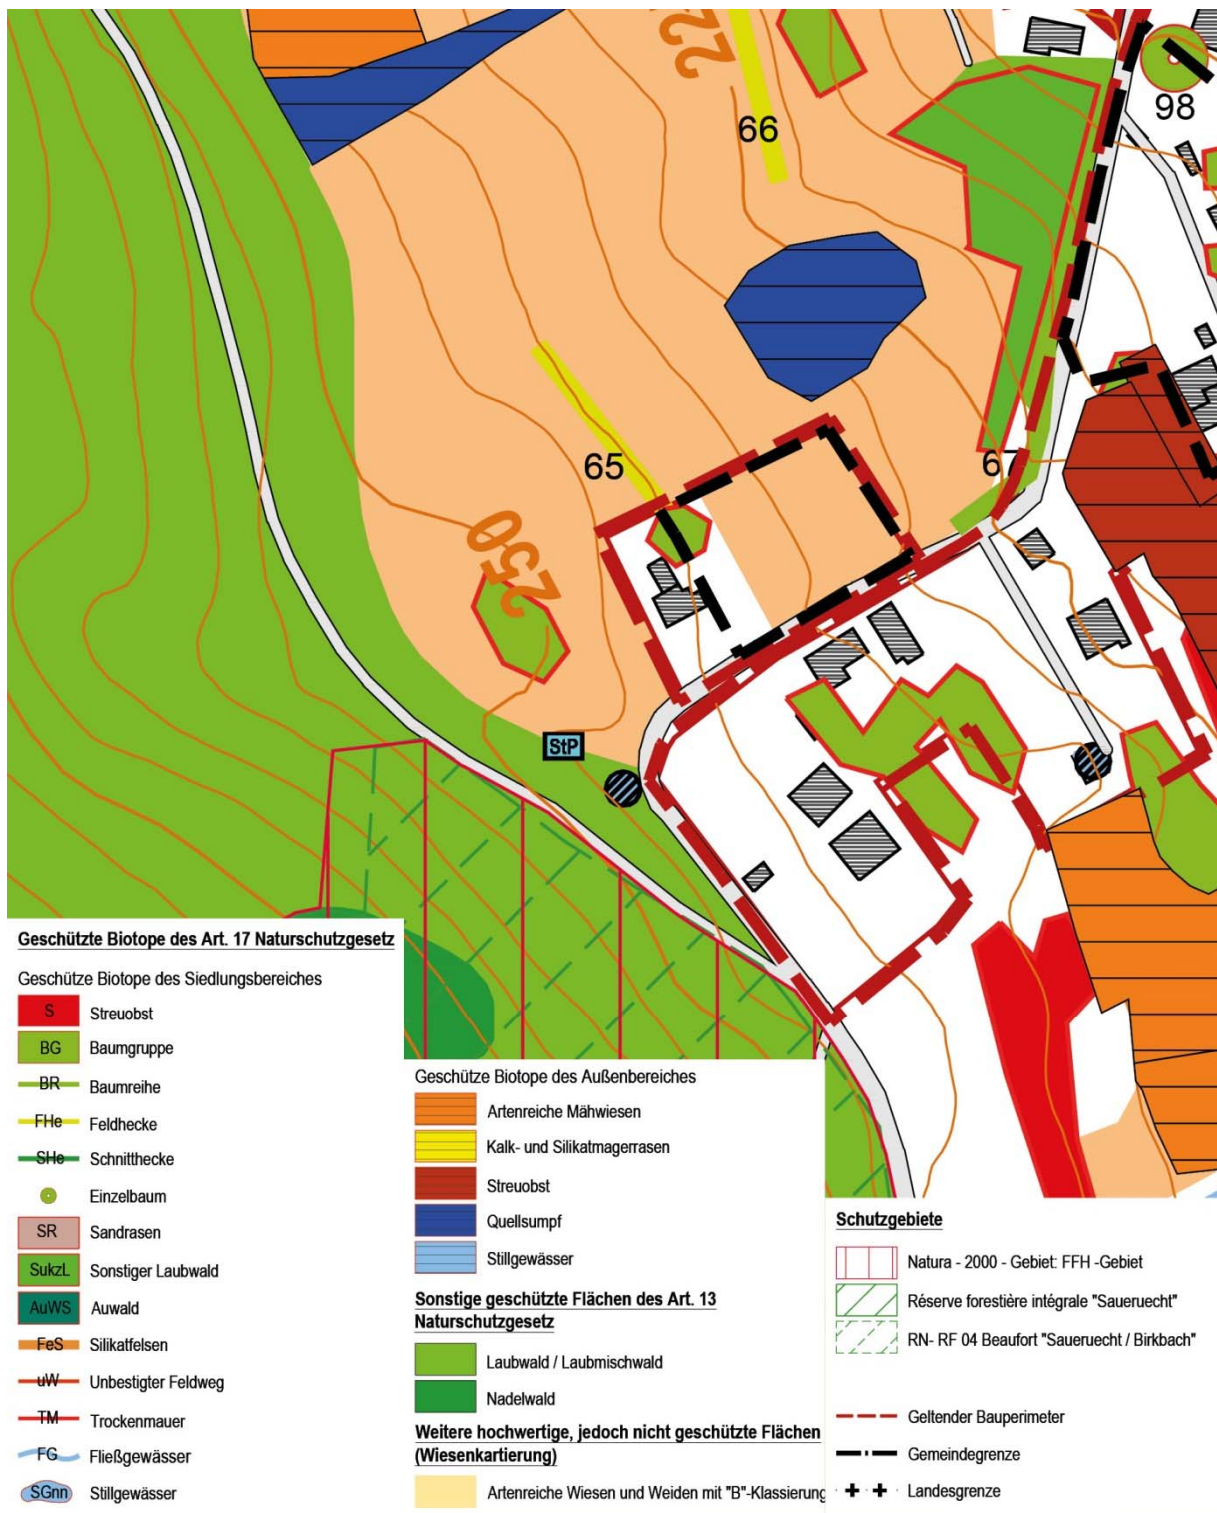 22
66
98
65
67
250
StP
Geschützte Biotope des Art. 17 Naturschutzgesetz
Geschütze Biotope des Siedlungsbereiches
S Streuobst
BG Baumgruppe
BR Baumreihe
FHe Feldhecke
SHe Schnitthecke
Einzelbaum
SR Sandrasen
SukzL Sonstiger Laubwald
AuWS Auwald
FeS Silikatfelsen
uW Unbestigter Feldweg
TM Trockenmauer
FG Fließgewässer
SGnn Stillgewässer
Geschütze Biotope des Außenbereiches
Artenreiche Mähwiesen
Kalk- und Silikatmagerrasen
Streuobst
Quellsumpf
Stillgewässer
Sonstige geschützte Flächen des Art. 13
Naturschutzgesetz
Laubwald / Laubmischwald
Nadelwald
Weitere hochwertige, jedoch nicht geschützte Flächen
(Wiesenkartierung)
Artenreiche Wiesen und Weiden mit "B"-Klassierung
Schutzgebiete
Natura - 2000 - Gebiet: FFH -Gebiet
Réserve forestière intégrale "Saueruecht"
RN- RF 04 Beaufort "Saueruecht / Birkbach"
Geltender Bauperimeter
Gemeindegrenze
Landesgrenze